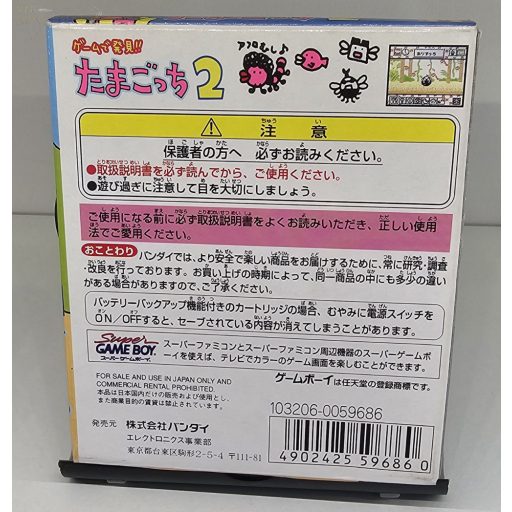 ゲームで発見!!
たまごっち2
アフロむし♪
注 意
保護者の方へ 必ずお読みください。
●取扱説明書を必ず読んでから、ご使用ください。
●遊び過ぎに注意して目を大切にしましょう。
ご使用になる前に必ず取扱説明書をよくお読みいただき、正しい使用
法でご愛用ください。
おことわり バンダイでは、より安全で楽しい商品をお届けするために、常に研究・調査
・改良を行っております。お買い上げの時期によって、同一商品の中にも多少の違い
がある場合がありますので、ご了承ください。
バッテリーバックアップ機能付きのカートリッジの場合、むやみに電源スイッチを
ON/OFFすると、セーブされている内容が消えてしまうことがあります。
Super
GAME BOY
スーパーゲームボーイ
スーパーファミコンとスーパーファミコン周辺機器のスーパーゲームボ
ーイを使えば、テレビでカラーのゲーム画面を楽しむことができます。
FOR SALE AND USE IN JAPAN ONLY AND
COMMERCIAL RENTAL PROHIBITED.
本品は日本国内だけの販売および使用とし、
また商業目的の賃貸は禁止されています。
ゲームボーイは任天堂の登録商標です。
103206-0059686
発売元 株式会社バンダイ
エレクトロニクス事業部
東京都台東区駒形2-5-4 〒111-81
4902425596860